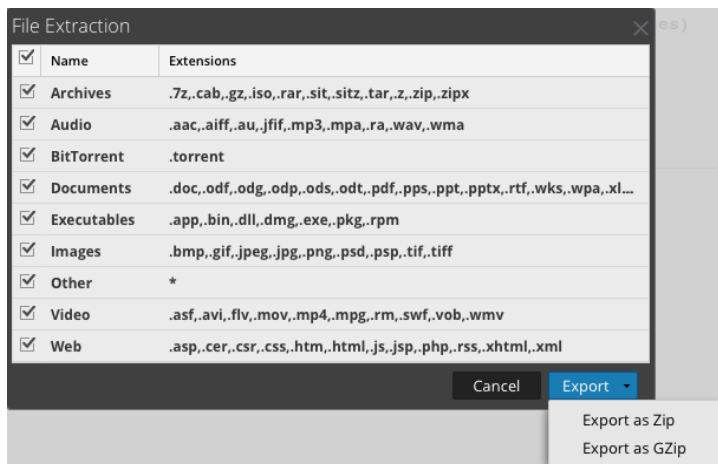 File Extraction
es)
Name Extensions
Archives .7z,.cab,.gz,.iso,.rar,.sit,.sitz,.tar,.z,.zip,.zipx
Audio .aac,.aiff,.au,.jfif,.mp3,.mpa,.ra,.wav,.wma
BitTorrent .torrent
Documents .doc,.odf,.odg,.odp,.ods,.odt,.pdf,.pps,.ppt,.pptx,.rtf,.wks,.wpa,.xl...
Executables .app,.bin,.dll,.dmg,.exe,.pkg,.rpm
Images .bmp,.gif,.jpeg,.jpg,.png,.psd,.psp,.tif,.tiff
Other *
Video .asf,.avi,.flv,.mov,.mp4,.mpg,.rm,.swf,.vob,.wmv
Web .asp,.cer,.csr,.css,.htm,.html,.js,.jsp,.php,.rss,.xhtml,.xml
Cancel Export
Export as Zip
Export as GZip